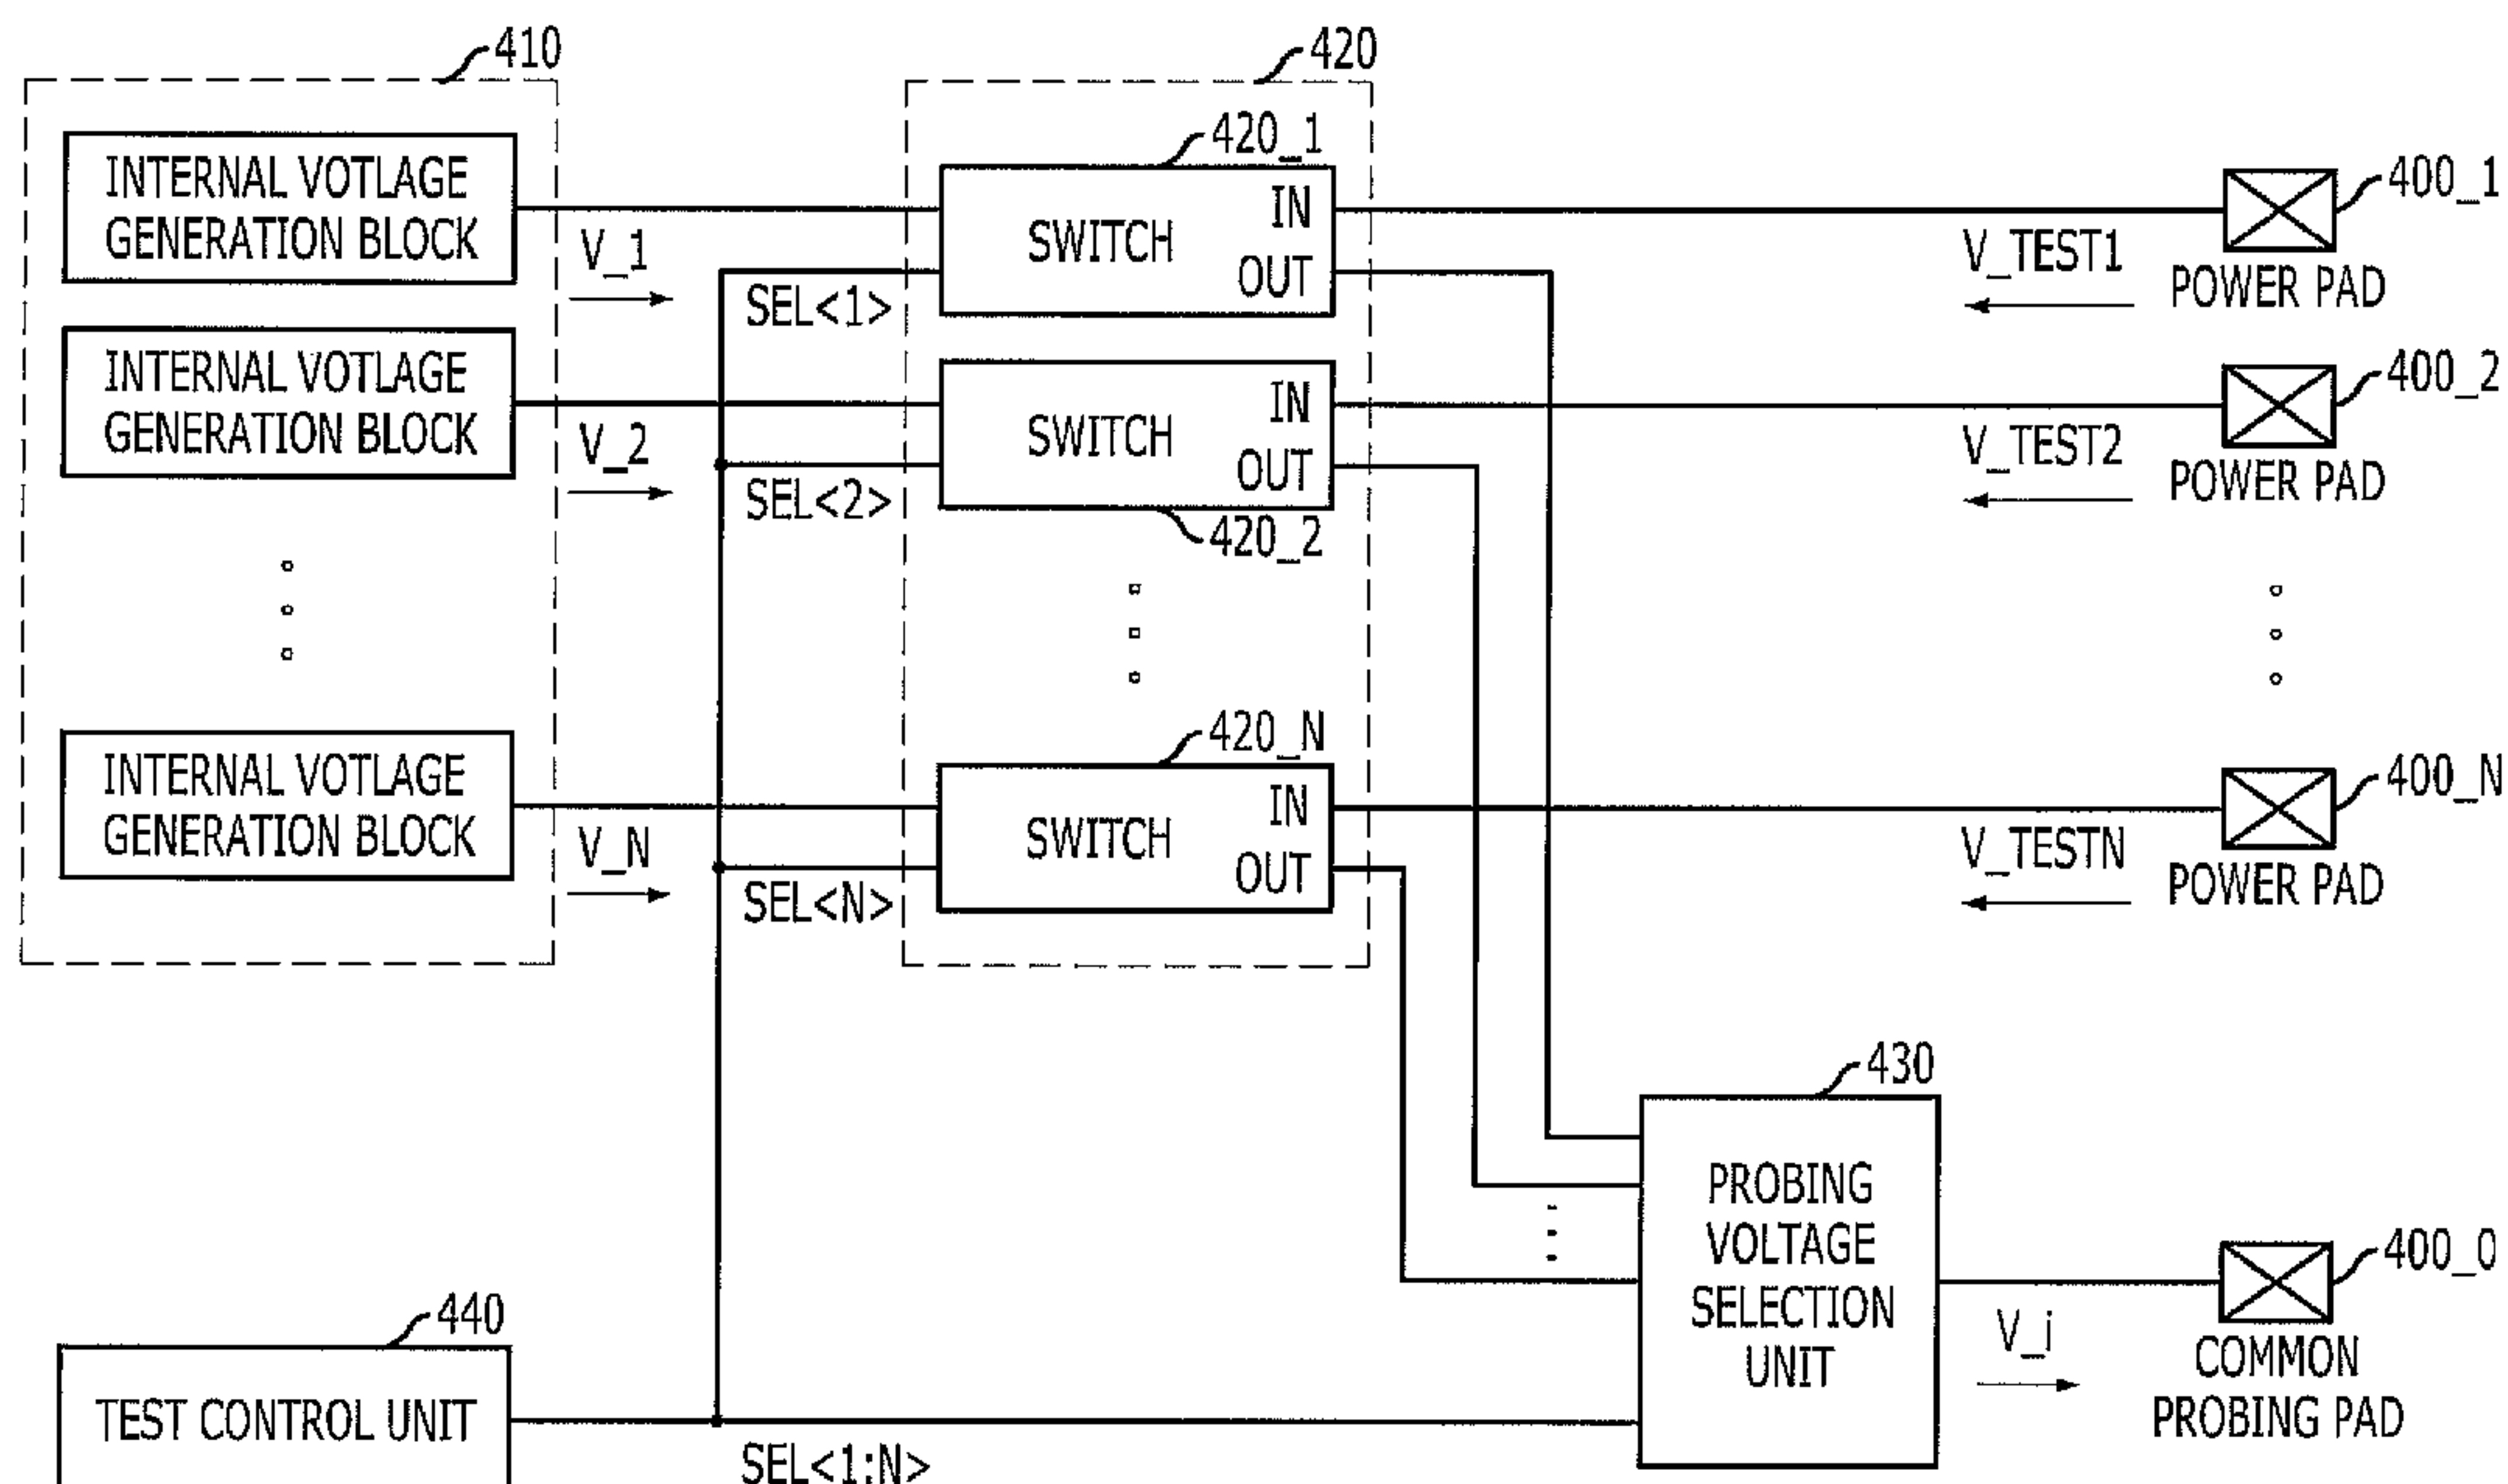 410
420
420_1
INTERNAL VOTLAGE
GENERATION BLOCK
V_1
SEL<1>
SWITCH
IN
OUT
V_TEST1
400_1
POWER PAD
INTERNAL VOTLAGE
GENERATION BLOCK
V_2
SEL<2>
SWITCH
IN
OUT
420_2
V_TEST2
400_2
POWER PAD
420_N
INTERNAL VOTLAGE
GENERATION BLOCK
V_N
SEL<N>
SWITCH
IN
OUT
V_TESTN
400_N
POWER PAD
430
PROBING
VOLTAGE
SELECTION
UNIT
V_i
400_0
COMMON
PROBING PAD
440
TEST CONTROL UNIT
SEL<1:N>